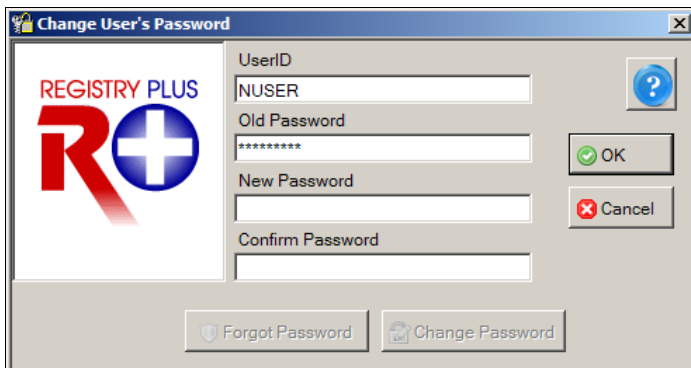 Change User's Password
REGISTRY PLUS
R
UserID
NUSER
Old Password
*********
New Password
Confirm Password
?
OK
Cancel
Forgot Password
Change Password